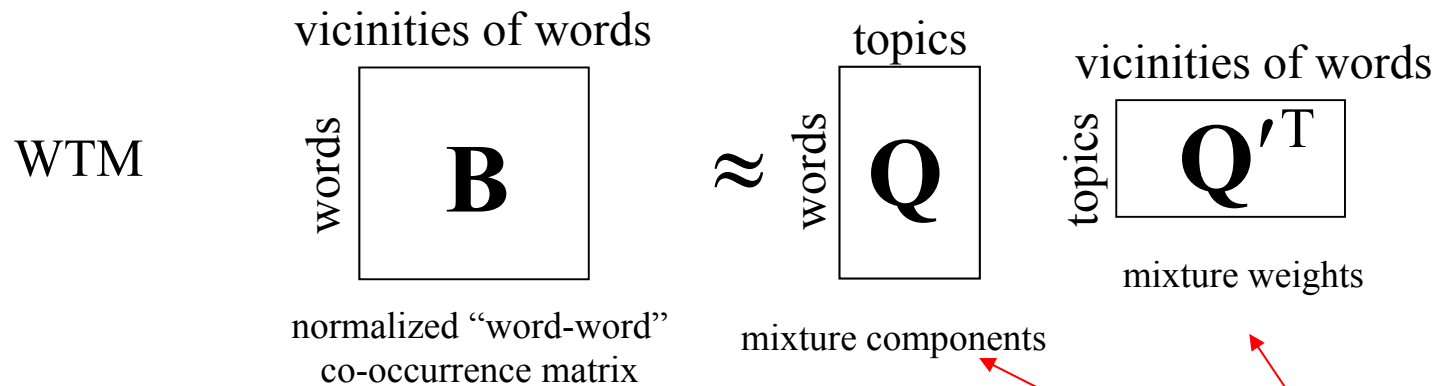 vicinities of words
topics
vicinities of words
WTM
words
B
≈
words
Q
topics
Q′T
mixture weights
normalized “word-word”
co-occurrence matrix
mixture components